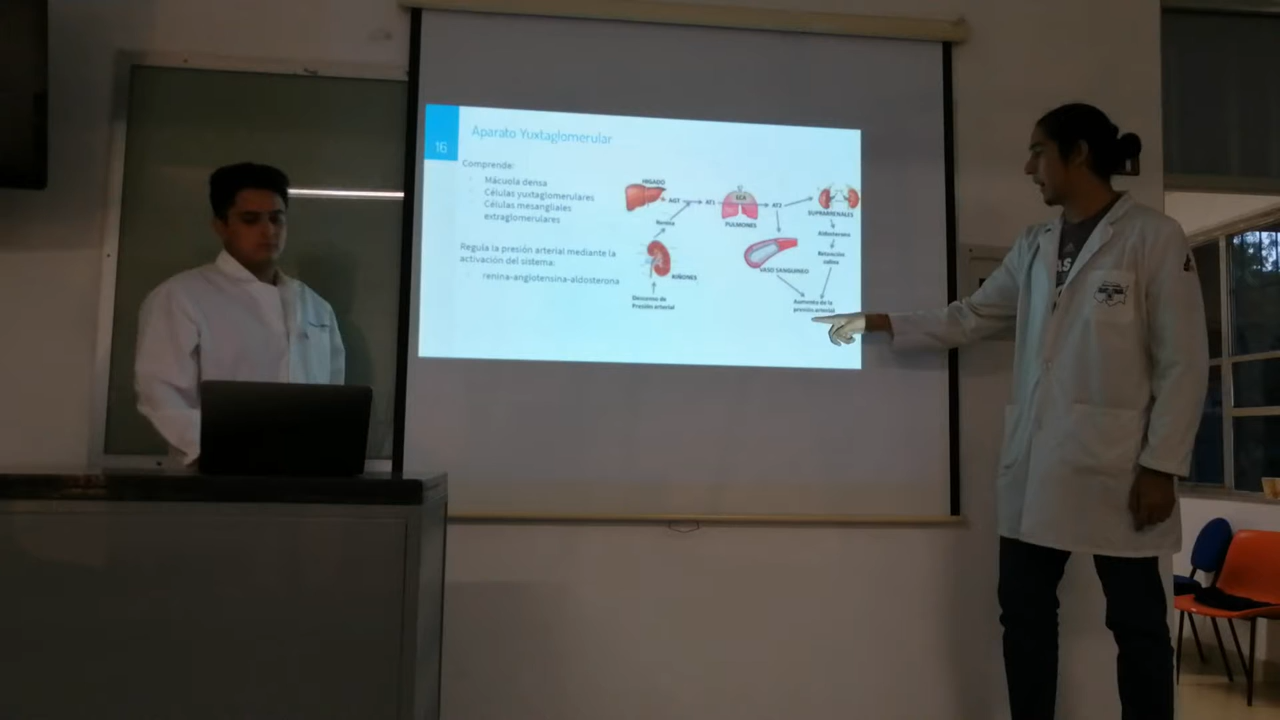 16
Aparato Yuxtaglomerular
Comprende:
Mácuola densa
Células yuxtaglomerulares
Células mesangliales
extraglomerulares
Regula la presión arterial mediante la
activación del sistema:
renina-angiotensina-aldosterona
HIGADO
AGT
AT1
ECA
PULMONES
AT2
SUPRARRENALES
Renina
RIÑONES
Descenso de
Presión arterial
VASO SANGUINEO
Aldosterona
Retención
salina
Aumento de la
presión arterial